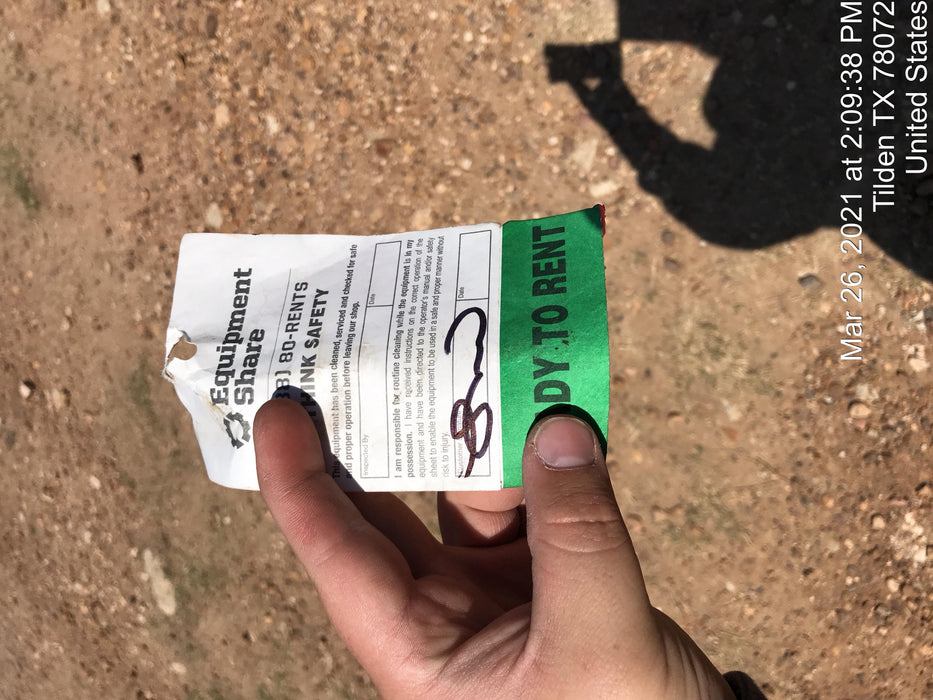 Equipment
Share
80-RENTS
THINK SAFETY
equipment has been cleaned, serviced and checked for safe
and proper operation before leaving our shop.
Inspected By
Date
I am responsible for routine cleaning while the equipment is in my
possession. I have received instructions on the correct operation of the
equipment and have been directed to the operator's manual and/or safety
sheet to enable the equipment to be used in a safe and proper manner without
risk to injury.
Customer
Date
DY TO RENT
Mar 26, 2021 at 2:09:38 PM
Tilden TX 78072
United States